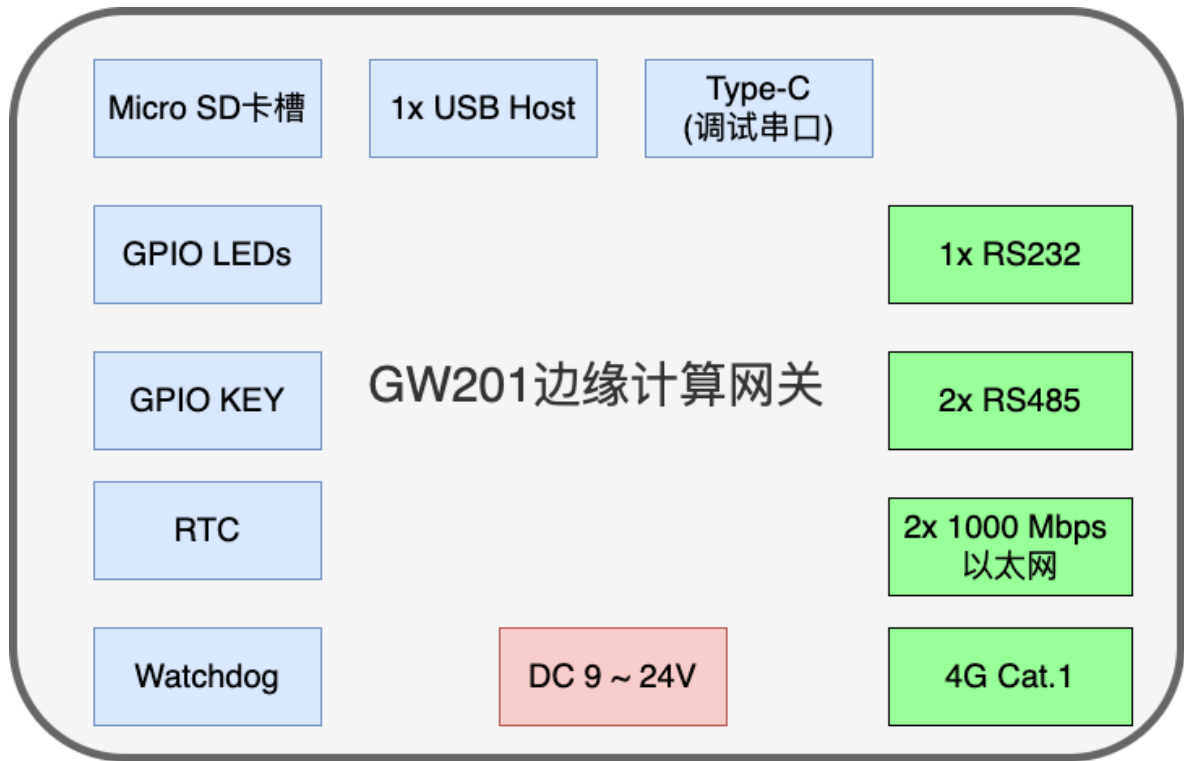 Micro SD卡槽
1x USB Host
Type-C
(调试串口)
GPIO LEDs
1x RS232
GPIO KEY
GW201边缘计算网关
2x RS485
RTC
2x 1000 Mbps
以太网
Watchdog
DC 9 ~ 24V
4G Cat.1